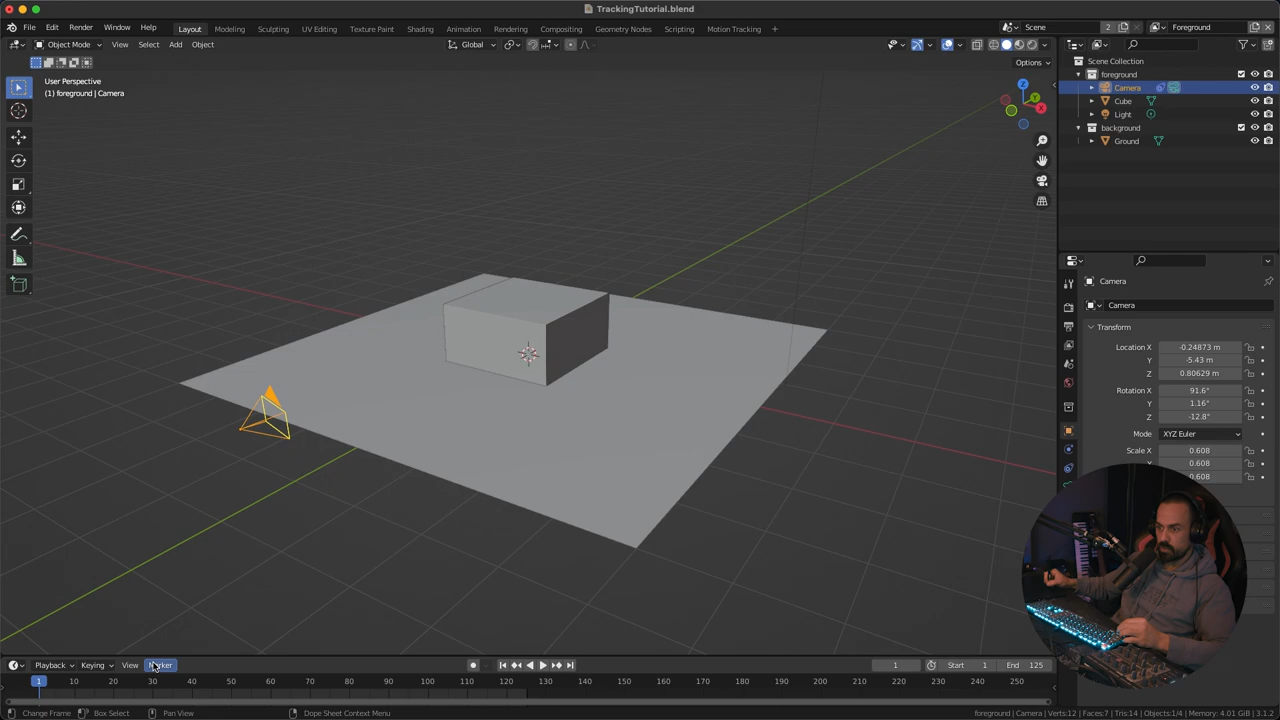 TrackingTutorial.blend
File Edit Render Window Help Layout Modeling Sculpting UV Editing Texture Paint Shading Animation Rendering Compositing Geometry Nodes Scripting Motion Tracking + Scene 2 Foreground
Object Mode View Select Add Object Global
Options
User Perspective
(1) foreground | Camera
Z
Y
X
Scene Collection
foreground
Camera
Cube
Light
background
Ground
Camera
Camera
Transform
Location X -0.24873 m
Y -5.43 m
Z 0.80629 m
Rotation X 91.6°
Y 1.16°
Z -12.8°
Mode XYZ Euler
Scale X 0.608
0.608
0.608
Playback Keying View Marker 1 Start 1 End 125
1 10 20 30 40 50 60 70 80 90 100 110 120 130 140 150 160 170 180 190 200 210 220 230 240 250
Change Frame Box Select Pan View Dope Sheet Context Menu foreground | Camera | Verts:12 | Faces:7 | Tris:14 | Objects:1/4 | Memory: 4.01 GiB | 3.1.2